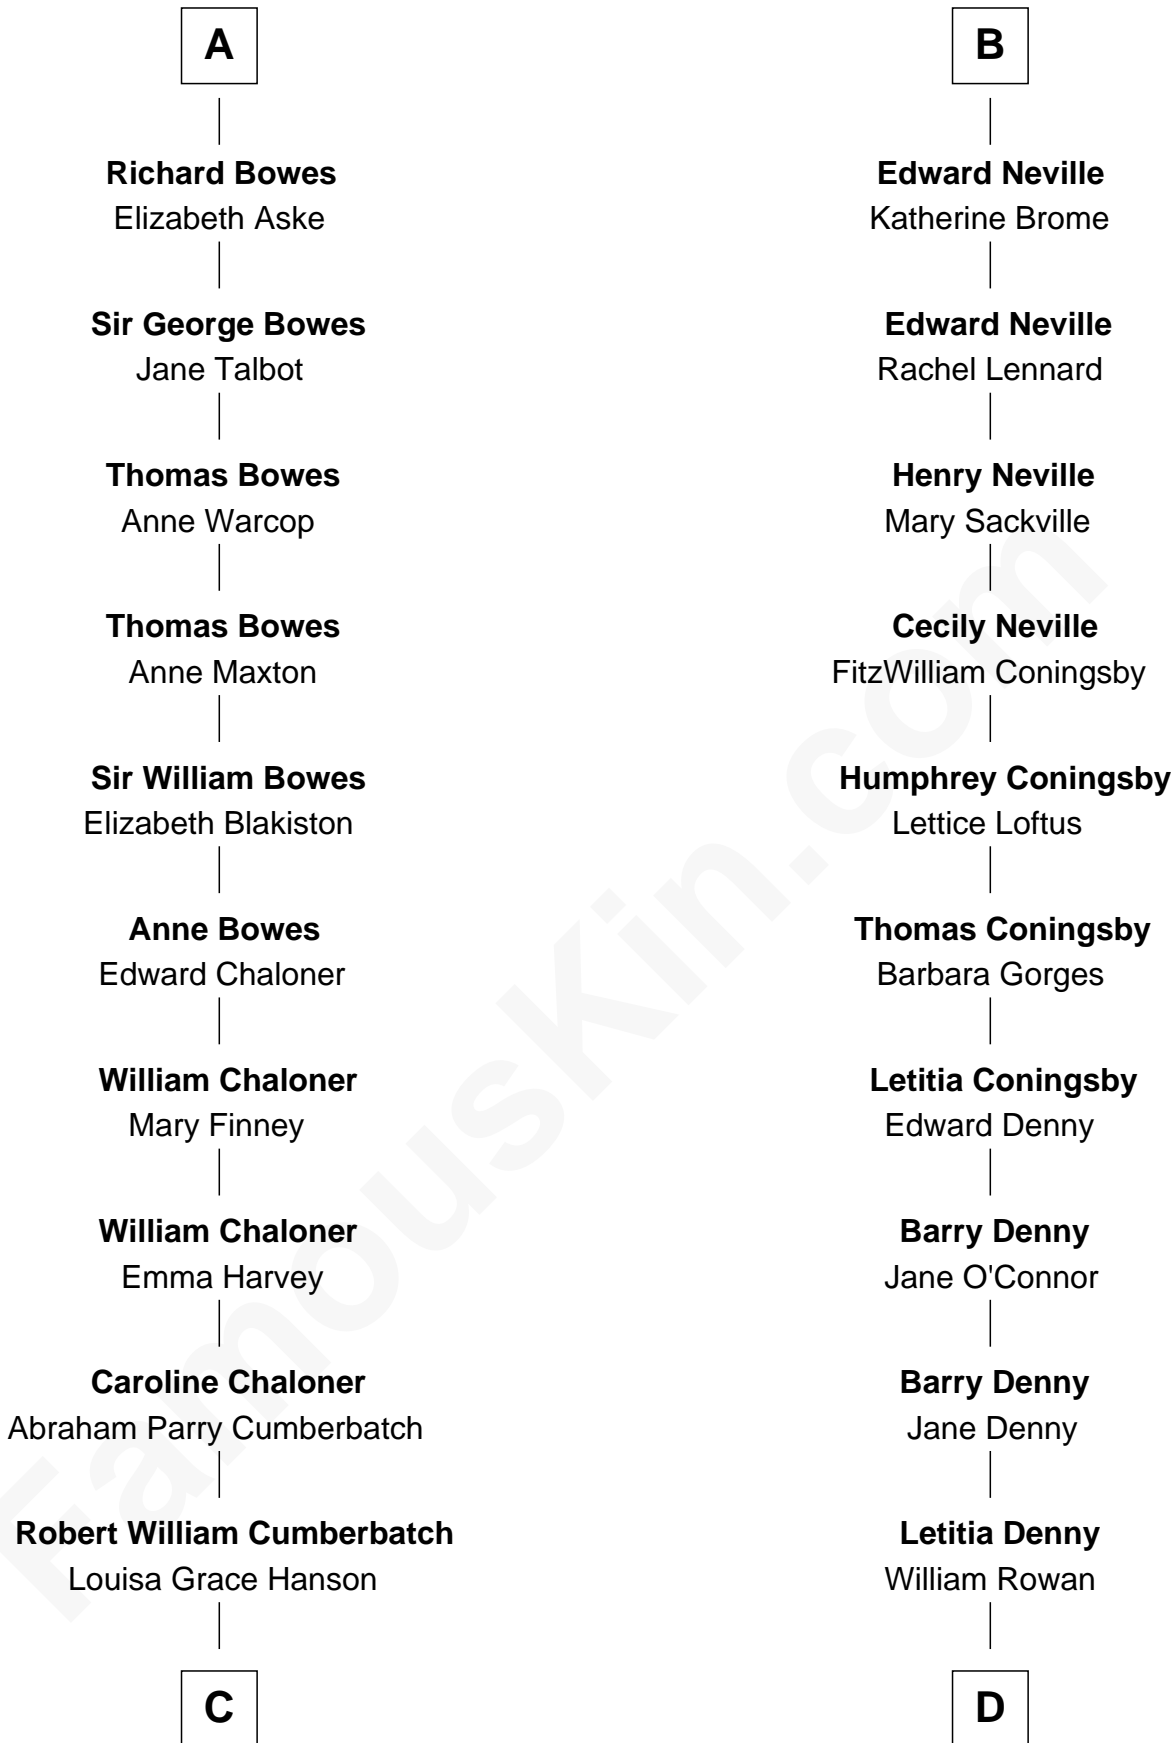 A
Richard Bowes
Elizabeth Aske
Sir George Bowes
Jane Talbot
Thomas Bowes
Anne Warcop
Thomas Bowes
Anne Maxton
Sir William Bowes
Elizabeth Blakiston
Anne Bowes
Edward Chaloner
William Chaloner
Mary Finney
William Chaloner
Emma Harvey
Caroline Chaloner
Abraham Parry Cumberbatch
Robert William Cumberbatch
Louisa Grace Hanson
C
B
Edward Neville
Katherine Brome
Edward Neville
Rachel Lennard
Henry Neville
Mary Sackville
Cecily Neville
FitzWilliam Coningsby
Humphrey Coningsby
Lettice Loftus
Thomas Coningsby
Barbara Gorges
Letitia Coningsby
Edward Denny
Barry Denny
Jane O'Connor
Barry Denny
Jane Denny
Letitia Denny
William Rowan
D
FamousKin.com